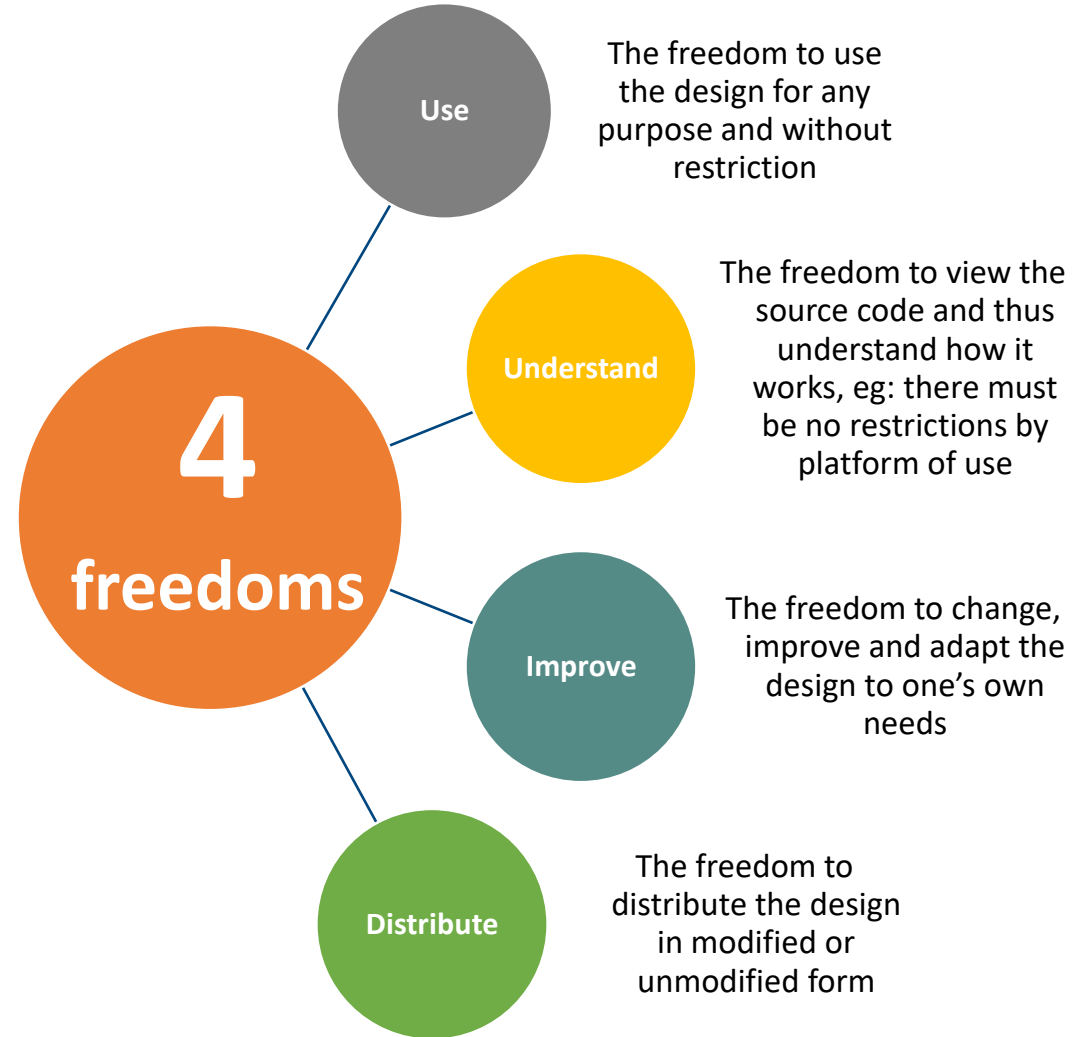 Use
The freedom to use
the design for any
purpose and without
restriction
Understand
The freedom to view the
source code and thus
understand how it
works, eg: there must
be no restrictions by
platform of use
4
freedoms
Improve
The freedom to change,
improve and adapt the
design to one’s own
needs
Distribute
The freedom to
distribute the design
in modified or
unmodified form